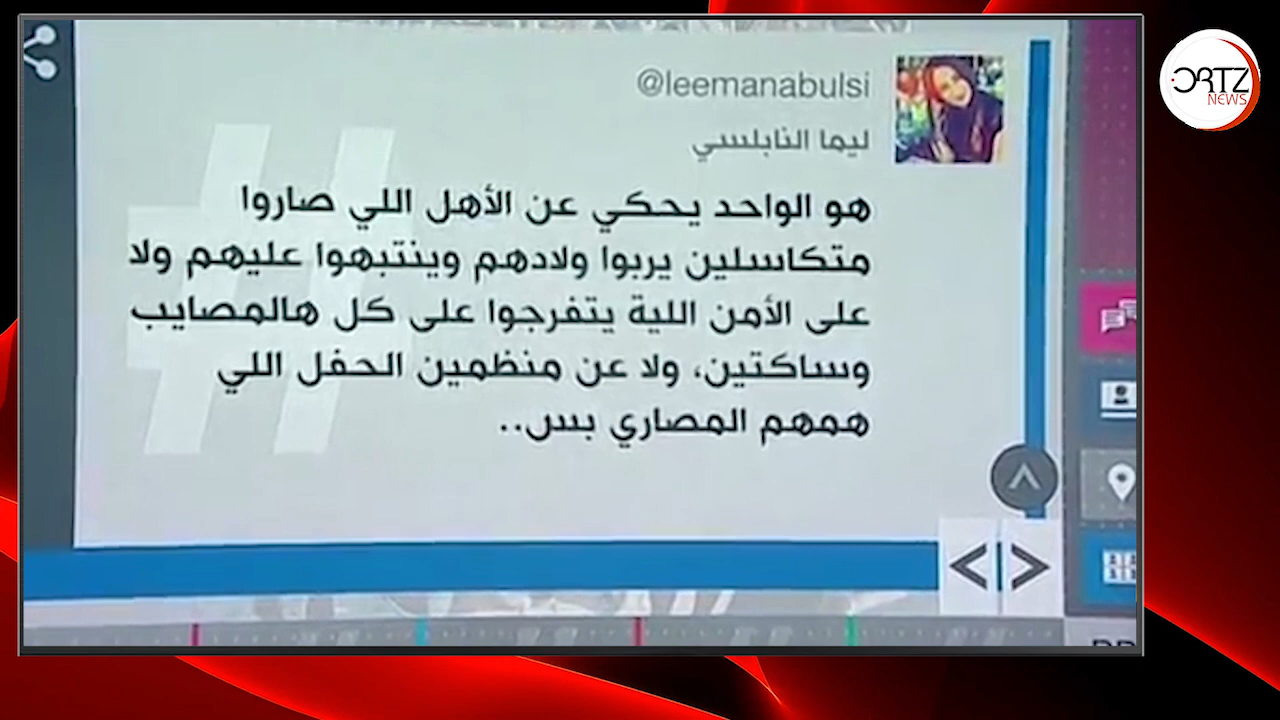 @leemanabulsi
ليما النابلسي
هو الواحد يحكي عن الأهل اللي صاروا
متكاسلين يربوا ولادهم وينتبهوا عليهم ولا
على الأمن اللية يتفرجوا على كل هالمصايب
وساكتين، ولا عن منظمين الحفل اللي
همهم المصاري بس..
ORTZ
NEWS